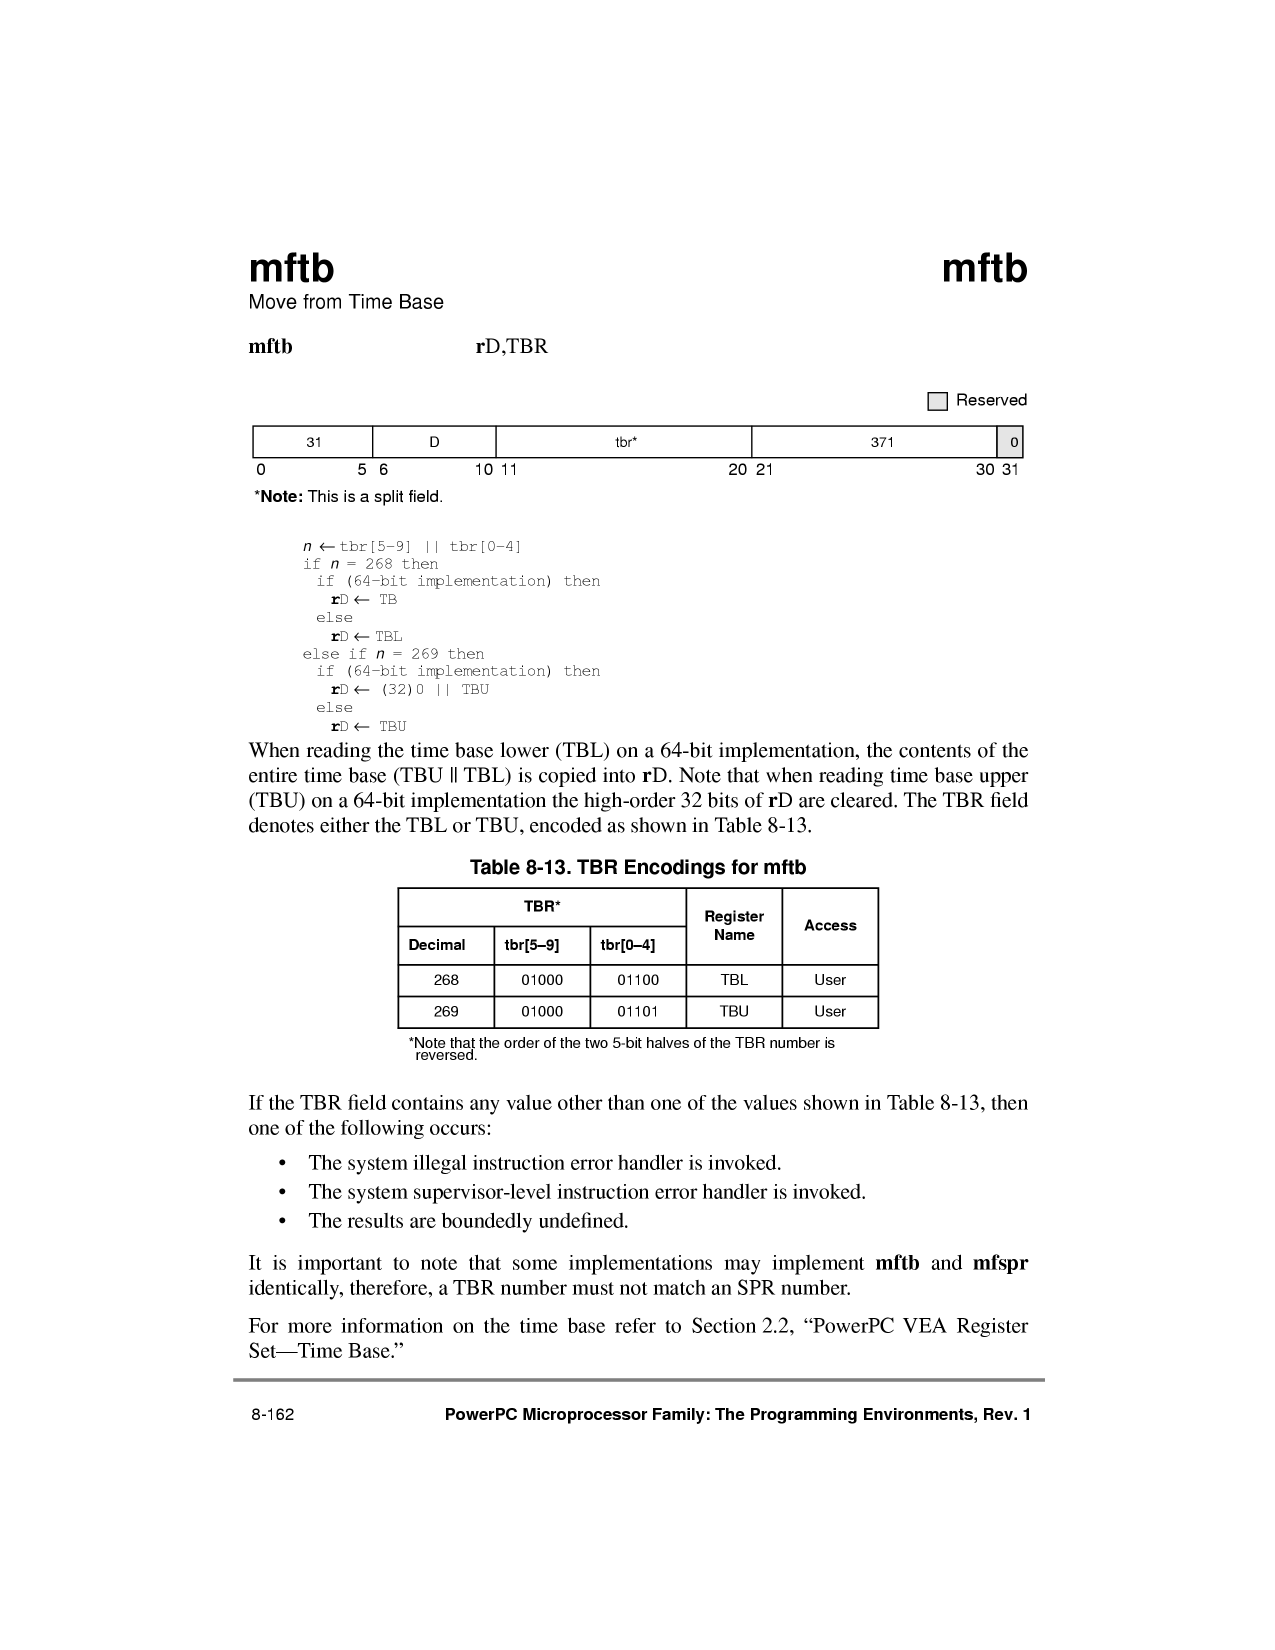 mftb mftb
Move from Time Base
mftb rD,TBR
Reserved
31 D tbr* 371 0
0 5 6 10 11 20 21 30 31
*Note: This is a split field.
n ← tbr[5–9] || tbr[0–4]
if n = 268 then
if (64–bit implementation) then
rD ← TB
else
rD ← TBL
else if n = 269 then
if (64–bit implementation) then
rD ← (32)0 || TBU
else
rD ← TBU
When reading the time base lower (TBL) on a 64-bit implementation, the contents of the
entire time base (TBU || TBL) is copied into rD. Note that when reading time base upper
(TBU) on a 64-bit implementation the high-order 32 bits of rD are cleared. The TBR field
denotes either the TBL or TBU, encoded as shown in Table 8-13.
Table 8-13. TBR Encodings for mftb
TBR* Register Name Access
Decimal tbr[5–9] tbr[0–4]
268 01000 01100 TBL User
269 01000 01101 TBU User
*Note that the order of the two 5-bit halves of the TBR number is
reversed.
If the TBR field contains any value other than one of the values shown in Table 8-13, then
one of the following occurs:
• The system illegal instruction error handler is invoked.
• The system supervisor-level instruction error handler is invoked.
• The results are boundedly undefined.
It is important to note that some implementations may implement mftb and mfspr
identically, therefore, a TBR number must not match an SPR number.
For more information on the time base refer to Section 2.2, “PowerPC VEA Register
Set—Time Base.”
8-162 PowerPC Microprocessor Family: The Programming Environments, Rev. 1